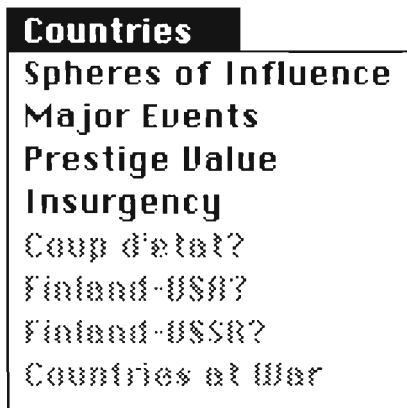 Countries
Spheres of Influence
Major Events
Prestige Value
Insurgency
Coup d'etat?
Finland-USA?
Finland-USSR?
Countries at War